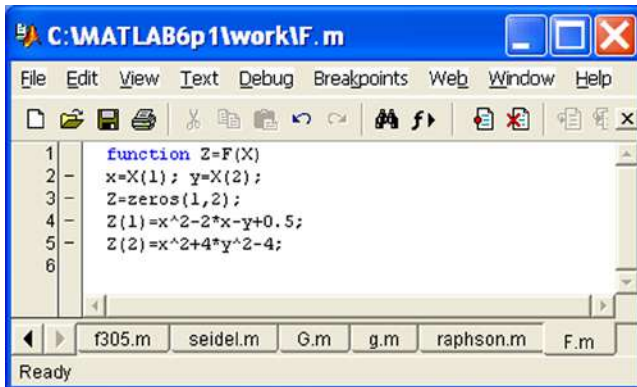 C:\MATLAB6p1\work\F.m
File Edit View Text Debug Breakpoints Web Window Help
1 function Z=F(X)
2 - x=X(1); y=X(2);
3 - Z=zeros(1,2);
4 - Z(1)=x^2-2*x-y+0.5;
5 - Z(2)=x^2+4*y^2-4;
6
f305.m seidel.m G.m g.m raphson.m F.m
Ready